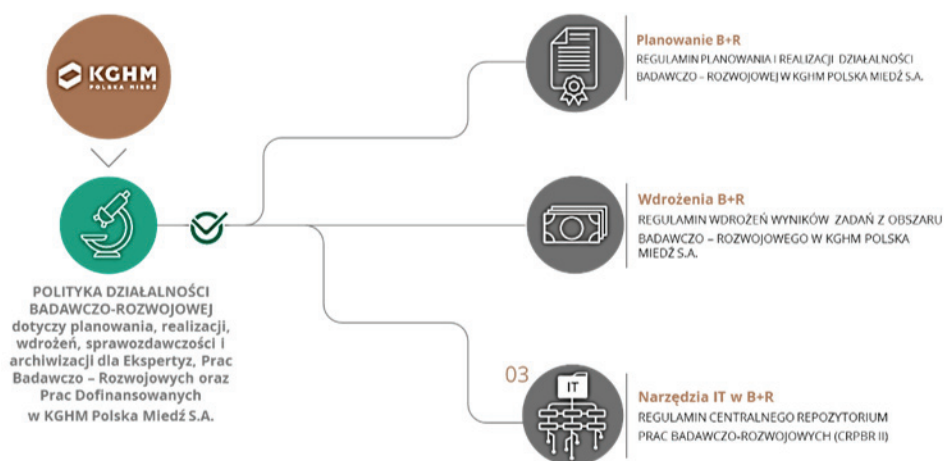 KGHM
POLSKA MIEDŹ
POLITYKA DZIAŁALNOŚCI
BADAWCZO-ROZWOJOWEJ
dotyczy planowania, realizacji,
wdrożeń, sprawozdawczości i
archiwizacji dla Ekspertyz, Prac
Badawczo – Rozwojowych oraz
Prac Dofinansowanych
w KGHM Polska Miedź S.A.
Planowanie B+R
REGULAMIN PLANOWANIA I REALIZACJI DZIAŁALNOŚCI
BADAWCZO – ROZWOJOWEJ W KGHM POLSKA MIEDŹ S.A.
Wdrożenia B+R
REGULAMIN WDROŻEŃ WYNIKÓW ZADAŃ Z OBSZARU
BADAWCZO – ROZWOJOWEGO W KGHM POLSKA
MIEDŹ S.A.
03
IT
Narzędzia IT w B+R
REGULAMIN CENTRALNEGO REPOZYTORIUM
PRAC BADAWCZO-ROZWOJOWYCH (CRPBR II)